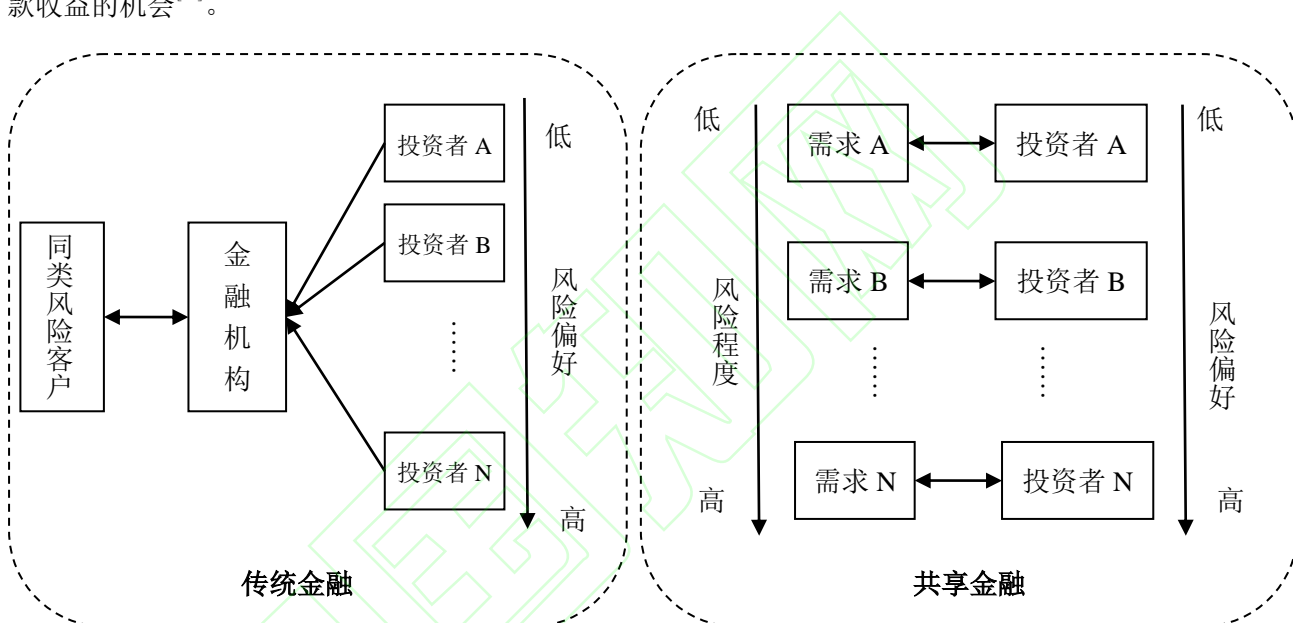 款收益的机会
投资者 A
低
投资者 B
同类风险客户
金融机构
风险偏好
……
投资者 N
高
传统金融
低
需求 A
投资者 A
低
需求 B
投资者 B
风险程度
风险偏好
……
……
需求 N
投资者 N
高
高
共享金融